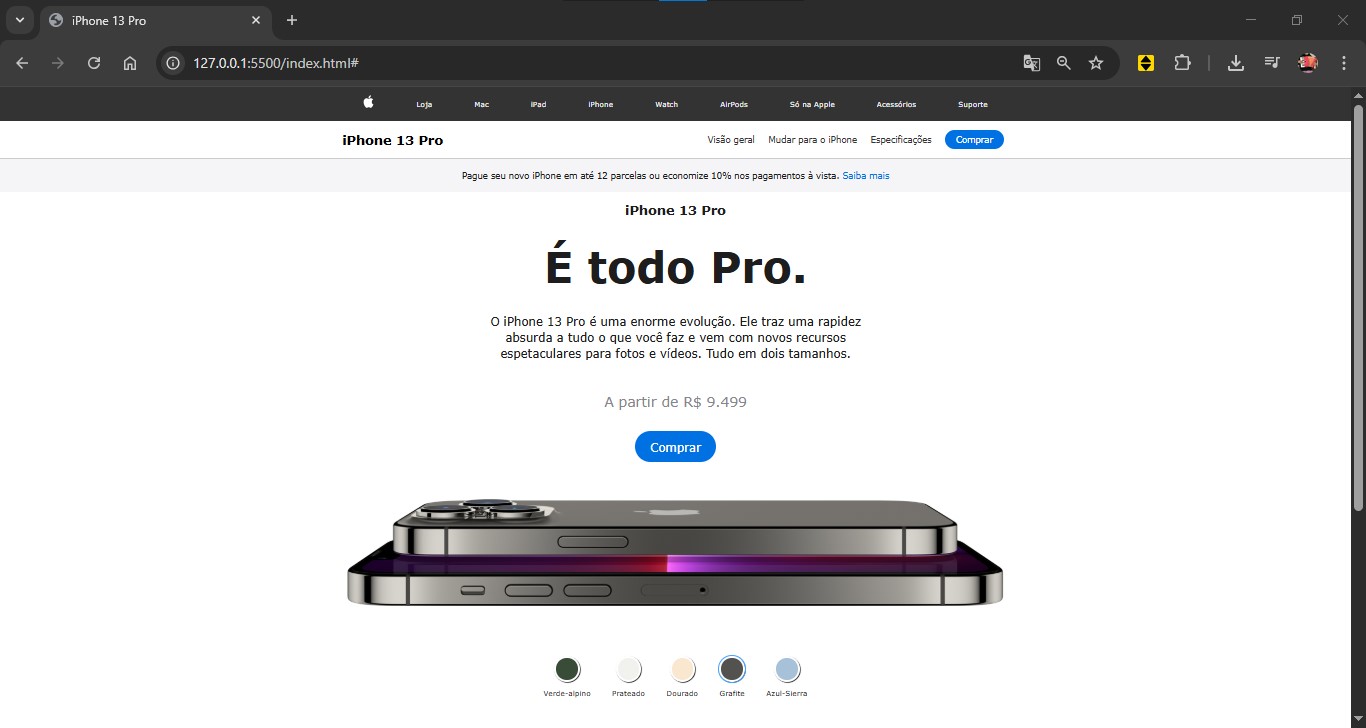 iPhone 13 Pro
127.0.0.1:5500/index.html#
Loja Mac iPad iPhone Watch AirPods Só na Apple Acessórios Suporte
iPhone 13 Pro Visão geral Mudar para o iPhone Especificações Comprar
Pague seu novo iPhone em até 12 parcelas ou economize 10% nos pagamentos à vista. Saiba mais
iPhone 13 Pro
É todo Pro.
O iPhone 13 Pro é uma enorme evolução. Ele traz uma rapidez
absurda a tudo o que você faz e vem com novos recursos
espetaculares para fotos e vídeos. Tudo em dois tamanhos.
A partir de R$ 9.499
Comprar
Verde-alpino Prateado Dourado Grafite Azul-Sierra